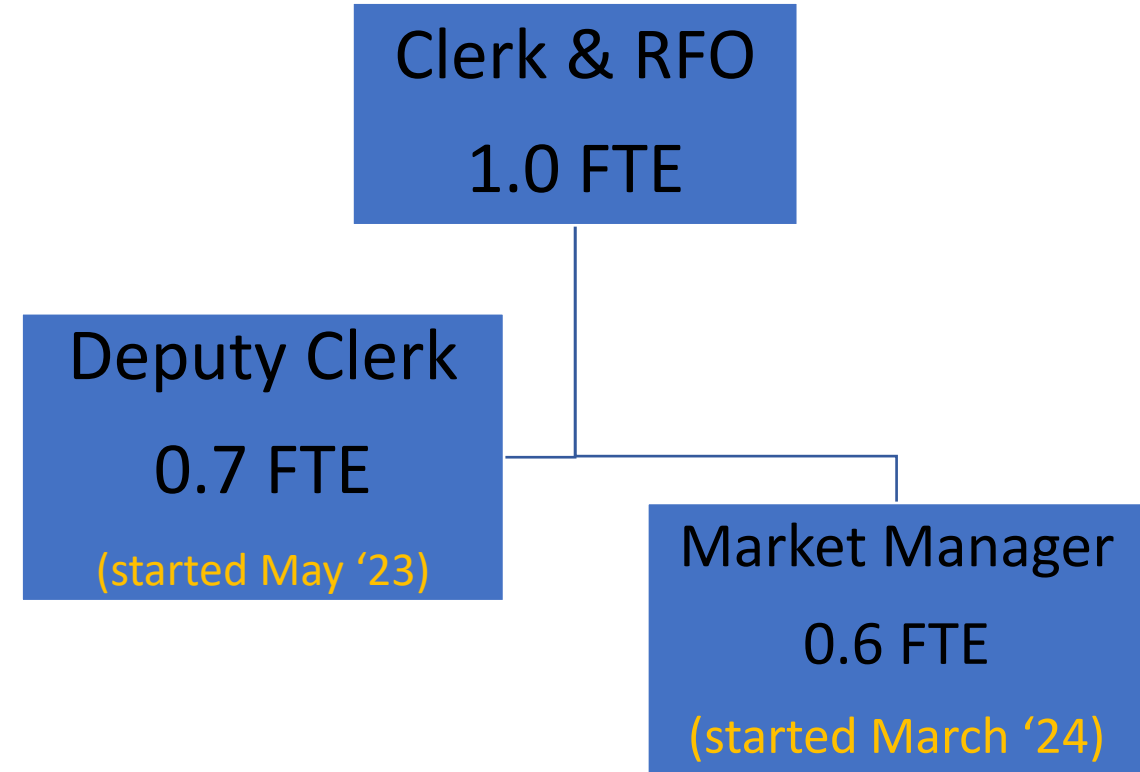 Clerk & RFO
1.0 FTE
Deputy Clerk
0.7 FTE
(started May ‘23)
Market Manager
0.6 FTE
(started March ‘24)